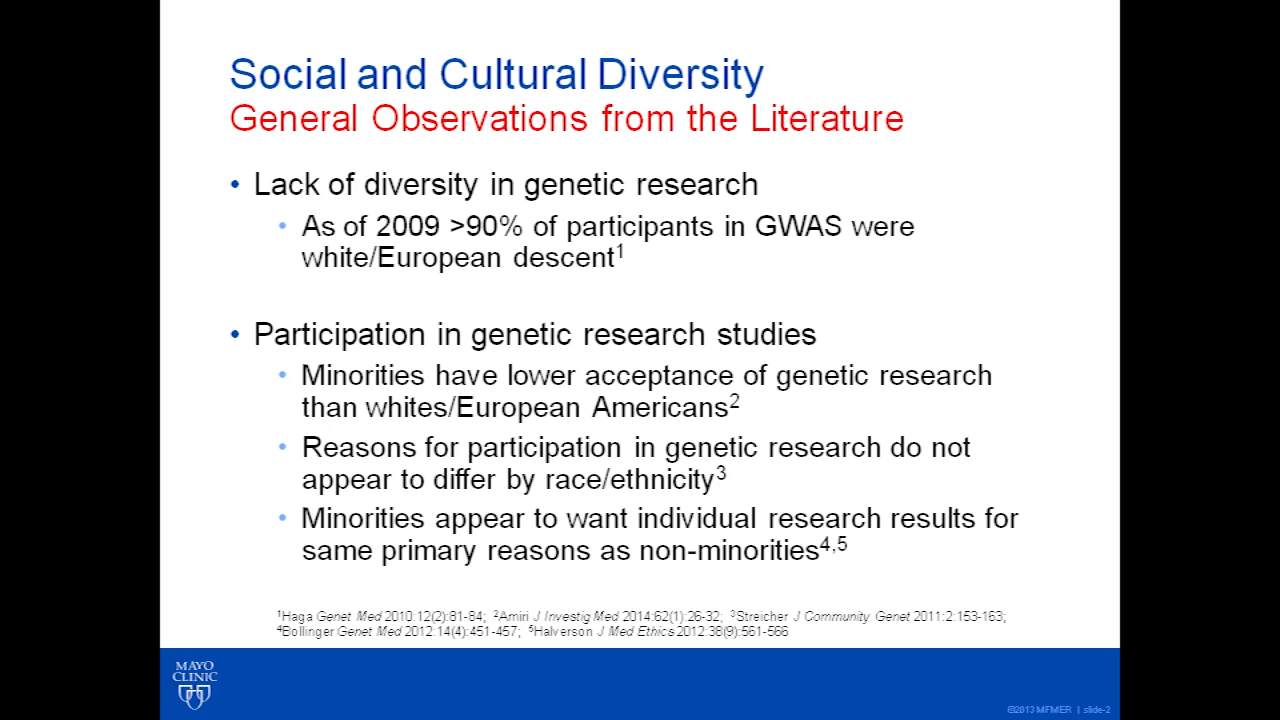 Social and Cultural Diversity
General Observations from the Literature
• Lack of diversity in genetic research
• As of 2009 >90% of participants in GWAS were
white/European descent1
• Participation in genetic research studies
• Minorities have lower acceptance of genetic research
than whites/European Americans2
• Reasons for participation in genetic research do not
appear to differ by race/ethnicity3
• Minorities appear to want individual research results for
same primary reasons as non-minorities4,5
1Haga Genet Med 2010:12(2):81-84; 2Amiri J Investig Med 2014:62(1):26-32; 3Streicher J Community Genet 2011:2:153-163;
4Bollinger Genet Med 2012:14(4):451-457; 5Halverson J Med Ethics 2012:38(9):561-566
MAYO
CLINIC
©2013 MFMER | slide-2